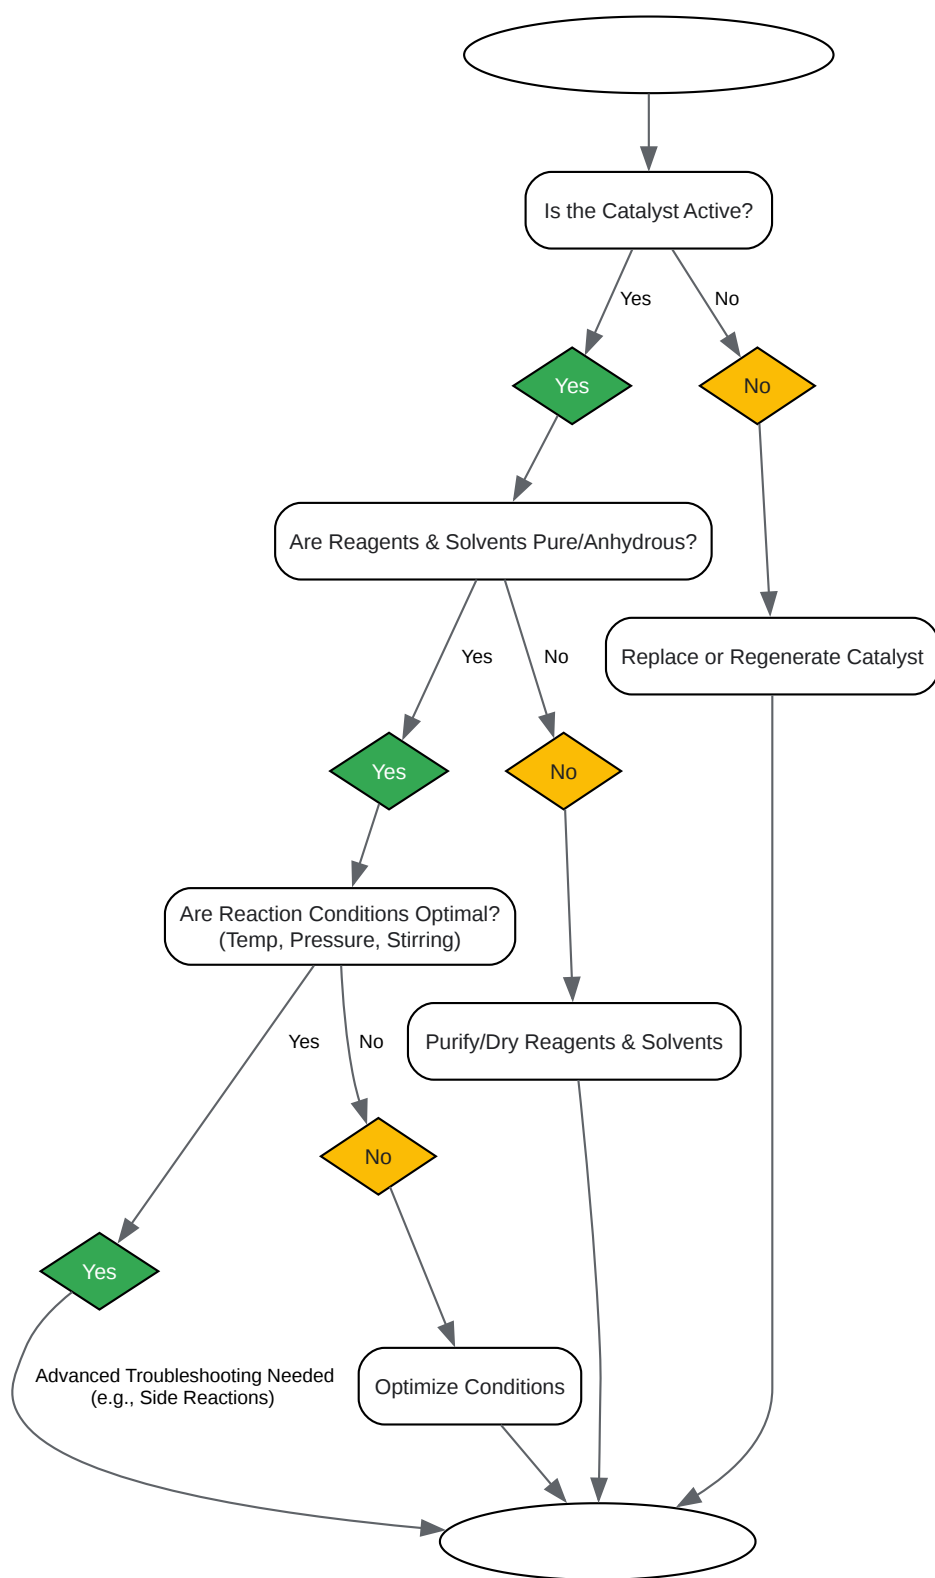 Is the Catalyst Active?
Yes
No
Yes
No
Are Reagents & Solvents Pure/Anhydrous?
Yes
No
Replace or Regenerate Catalyst
Yes
No
Are Reaction Conditions Optimal?
(Temp, Pressure, Stirring)
Yes
No
Purify/Dry Reagents & Solvents
No
Yes
Advanced Troubleshooting Needed
(e.g., Side Reactions)
Optimize Conditions